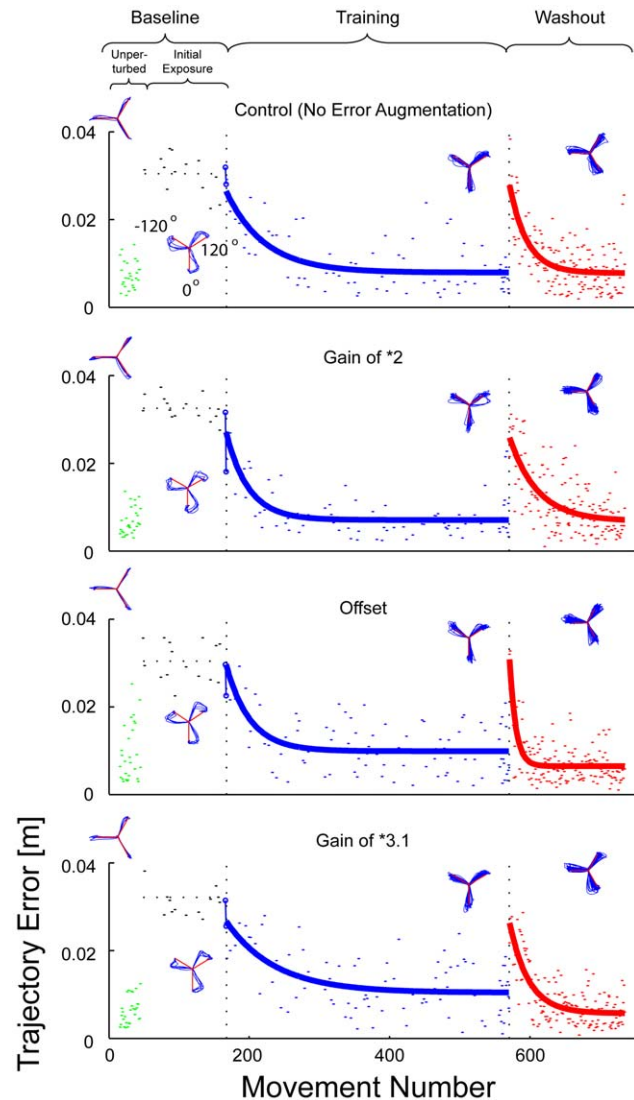 Baseline Training Washout
Unper-
turbed
Initial
Exposure
Control (No Error Augmentation)
0.04
0.02
0
-120°
120°
0°
Gain of *2
0.04
0.02
0
Offset
0.04
0.02
0
Gain of *3.1
0.04
0.02
0
0 200 400 600
Trajectory Error [m]
Movement Number